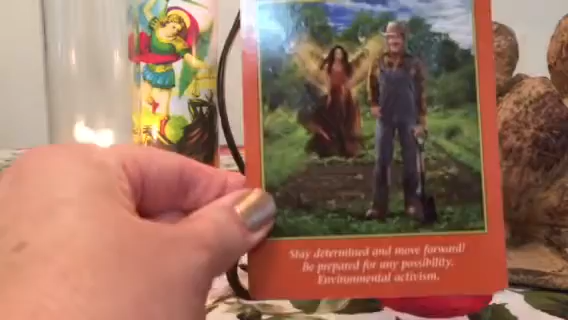 Stay determined and move forward!
Be prepared for any possibility.
Environmental activism.